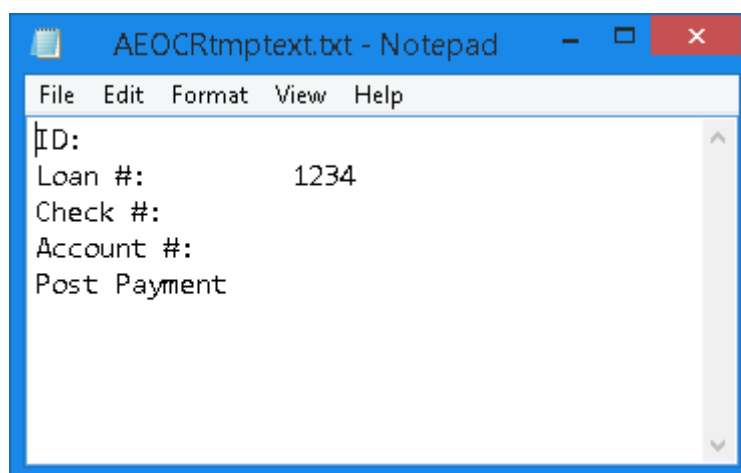 AEOCRtmptext.txt - Notepad
File Edit Format View Help
ID:
Loan #: 1234
Check #:
Account #:
Post Payment